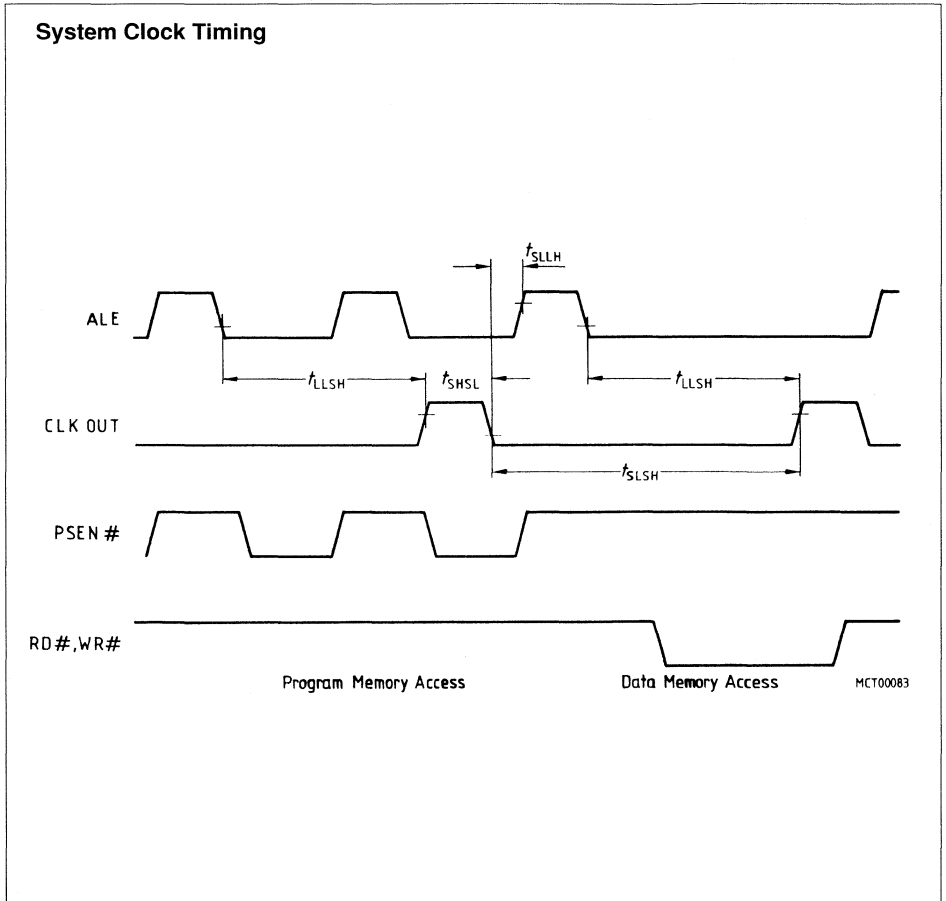 System Clock Timing
tSLLH
ALE
tLLSH
tSHSL
tLLSH
CLK OUT
tSLSH
PSEN #
RD#,WR#
Program Memory Access
Data Memory Access
MCT00083